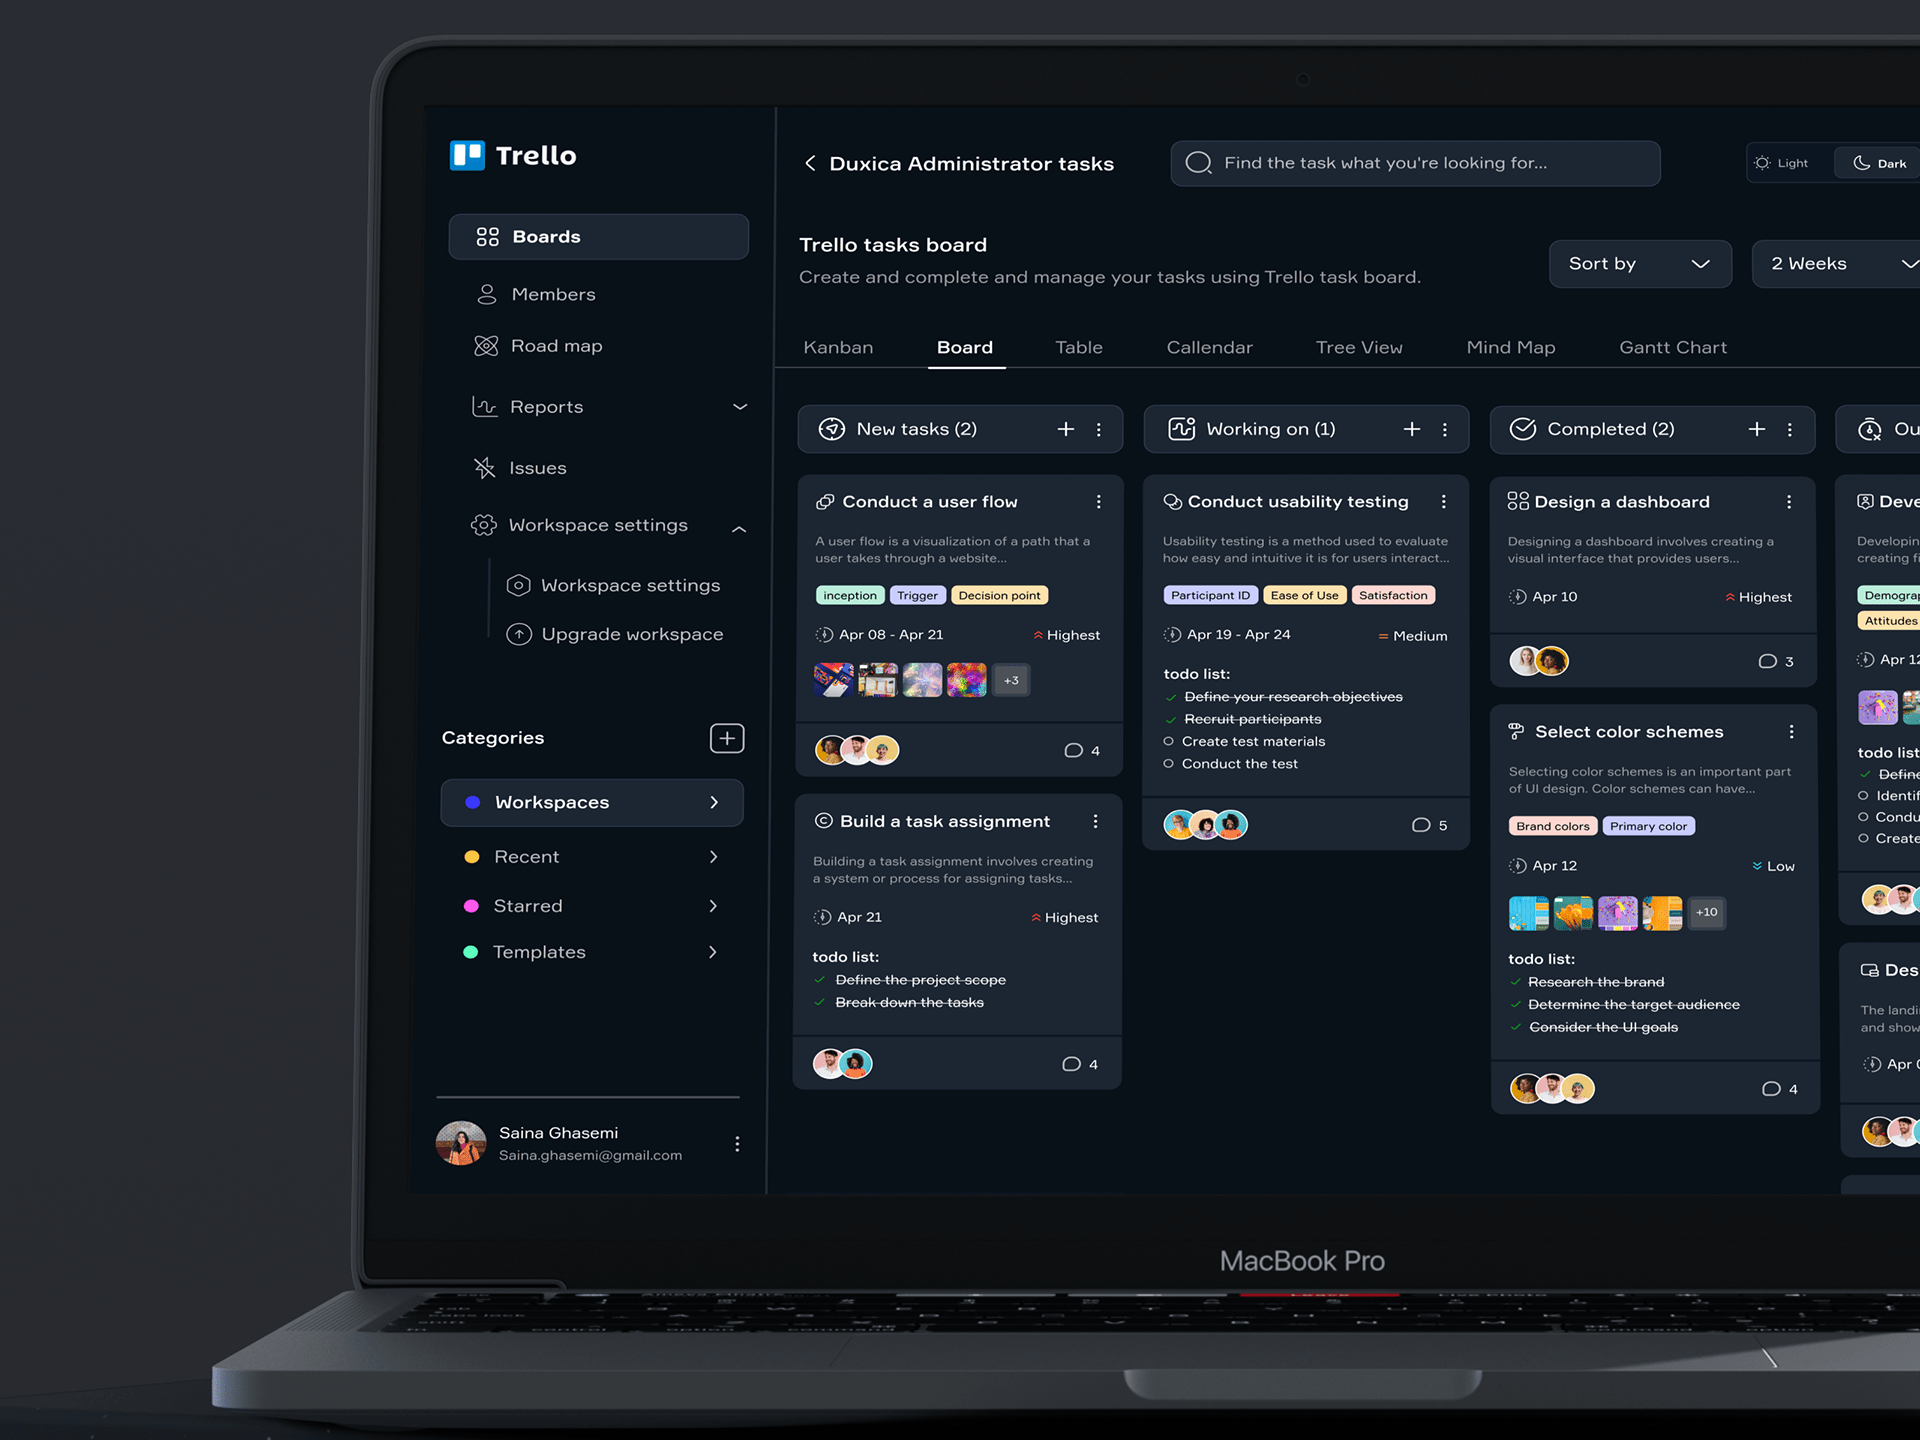 Trello
Boards
Members
Road map
Reports
Issues
Workspace settings
Workspace settings
Upgrade workspace
Categories
Workspaces
Recent
Starred
Templates
Saina Ghasemi
Saina.ghasemi@gmail.com
Duxica Administrator tasks
Find the task what you're looking for...
Light
Dark
Trello tasks board
Create and complete and manage your tasks using Trello task board.
Sort by
2 Weeks
Kanban
Board
Table
Callendar
Tree View
Mind Map
Gantt Chart
New tasks (2)
Conduct a user flow
A user flow is a visualization of a path that a
user takes through a website...
inception
Trigger
Decision point
Apr 08 - Apr 21
Highest
+3
4
Build a task assignment
Building a task assignment involves creating
a system or process for assigning tasks...
Apr 21
Highest
todo list:
Define the project scope
Break down the tasks
4
Working on (1)
Conduct usability testing
Usability testing is a method used to evaluate
how easy and intuitive it is for users interact...
Participant ID
Ease of Use
Satisfaction
Apr 19 - Apr 24
Medium
todo list:
Define your research objectives
Recruit participants
Create test materials
Conduct the test
5
Completed (2)
Design a dashboard
Designing a dashboard involves creating a
visual interface that provides users...
Apr 10
Highest
3
Select color schemes
Selecting color schemes is an important part
of UI design. Color schemes can have...
Brand colors
Primary color
Apr 12
Low
+10
todo list:
Research the brand
Determine the target audience
Consider the UI goals
4
Developing
creating
Attitudes
Apr 12
todo list
The
and show
Apr
MacBook Pro
tab
caps lock
shift
control
option
command
command
option